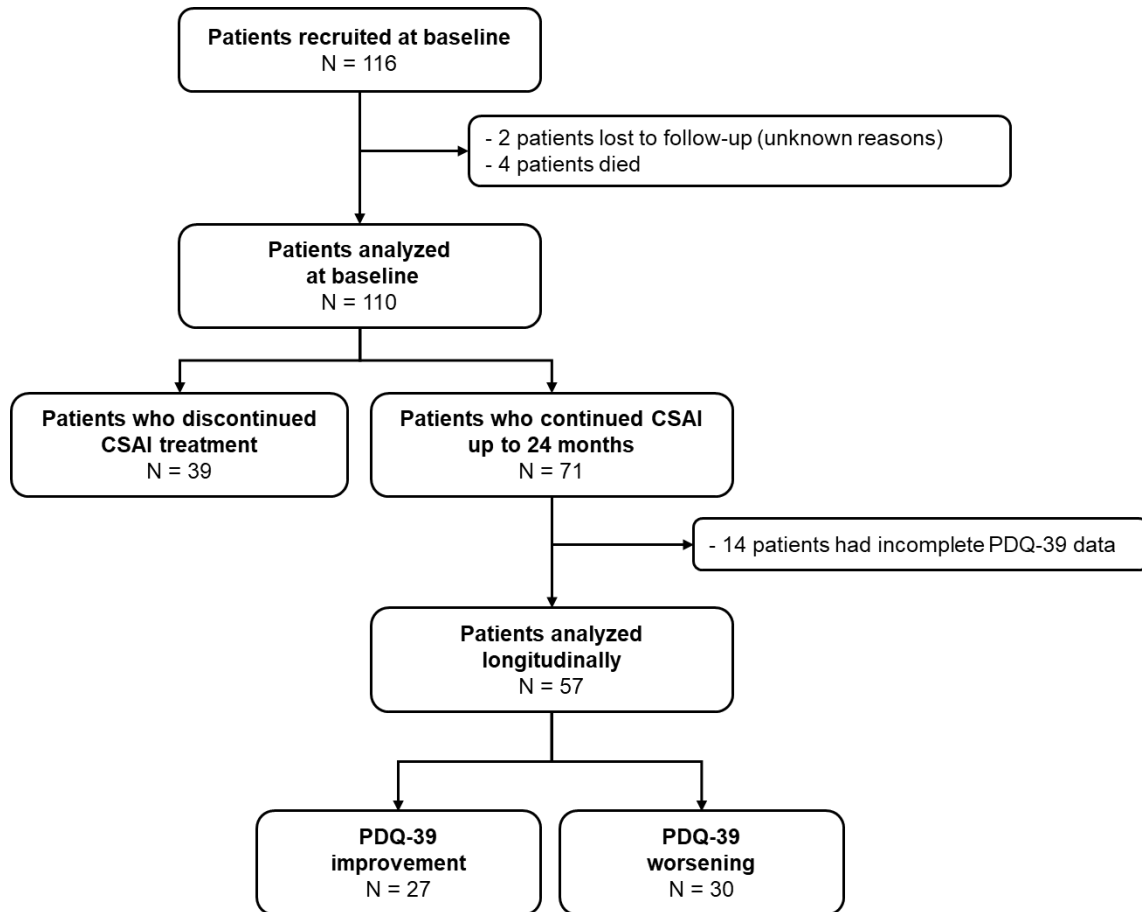 Patients recruited at baseline
N = 116
- 2 patients lost to follow-up (unknown reasons)
- 4 patients died
Patients analyzed
at baseline
N = 110
Patients who discontinued
CSAI treatment
N = 39
Patients who continued CSAI
up to 24 months
N = 71
- 14 patients had incomplete PDQ-39 data
Patients analyzed
longitudinally
N = 57
PDQ-39
improvement
N = 27
PDQ-39
worsening
N = 30